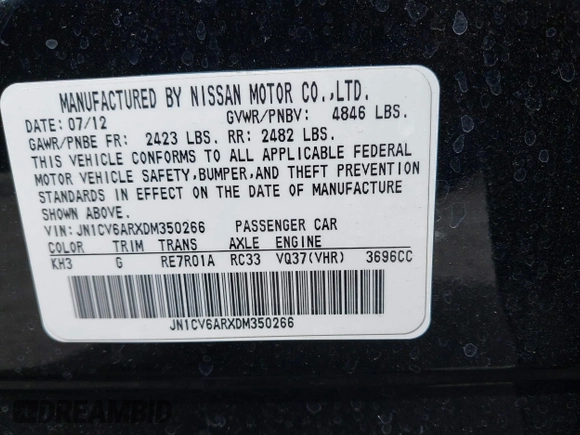 MANUFACTURED BY NISSAN MOTOR CO.,LTD.
DATE: 07/12 GVWR/PNBV: 4846 LBS.
GAWR/PNBE FR: 2423 LBS. RR: 2482 LBS.
THIS VEHICLE CONFORMS TO ALL APPLICABLE FEDERAL
MOTOR VEHICLE SAFETY,BUMPER,AND THEFT PREVENTION
STANDARDS IN EFFECT ON THE DATE OF MANUFACTURE
SHOWN ABOVE.
VIN: JN1CV6ARXDM350266 PASSENGER CAR
COLOR TRIM TRANS AXLE ENGINE
KH3 G RE7R01A RC33 VQ37(VHR) 3696CC
JN1CV6ARXDM350266
DREAMBID